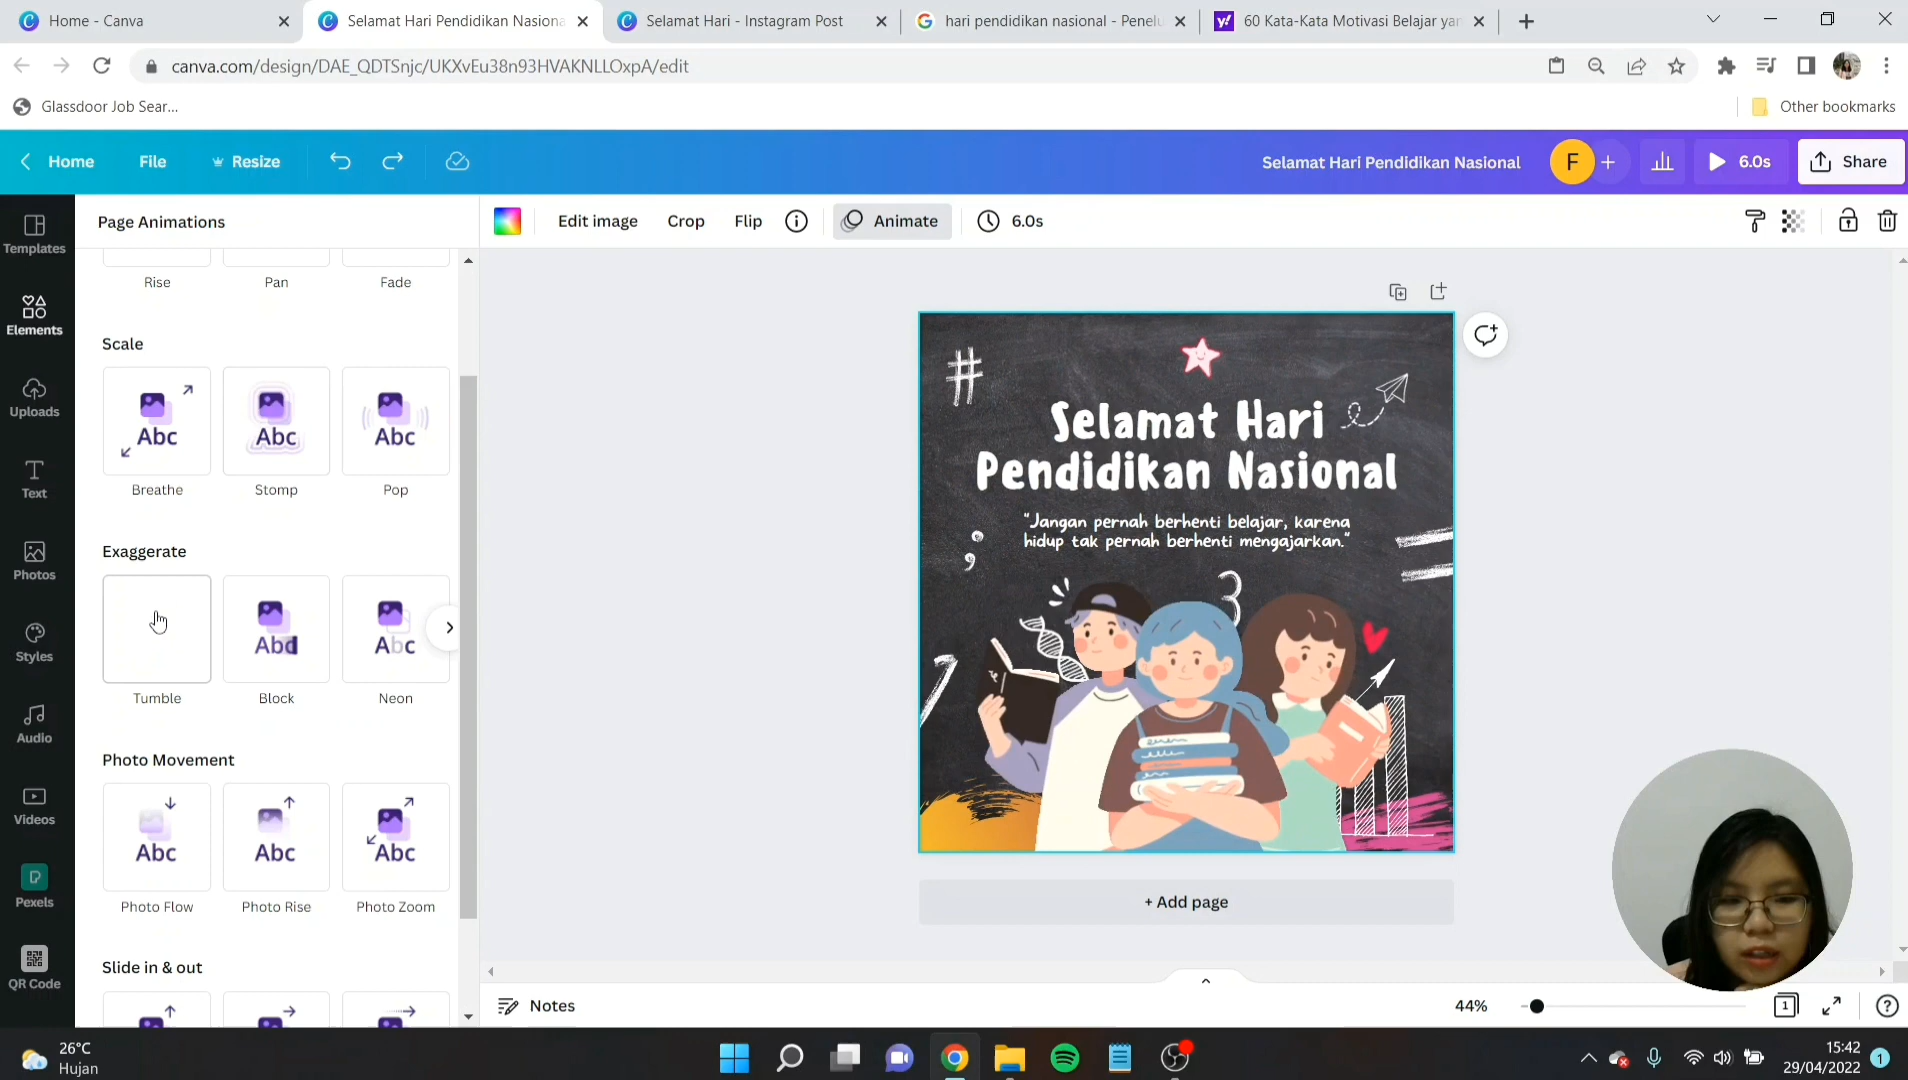 Home - Canva
Selamat Hari Pendidikan Nasiona
Selamat Hari - Instagram Post
hari pendidikan nasional - Penelu
60 Kata-Kata Motivasi Belajar yan
canva.com/design/DAE_QDTSnjc/UKXvEu38n93HVAKNLLOxpA/edit
Glassdoor Job Sear...
Other bookmarks
Home
File
Resize
Selamat Hari Pendidikan Nasional
F
6.0s
Share
Templates
Elements
Uploads
Text
Photos
Styles
Audio
Videos
Pexels
QR Code
Page Animations
Rise
Pan
Fade
Scale
Abc
Abc
Abc
Breathe
Stomp
Pop
Exaggerate
Abc
Tumble
Block
Neon
Photo Movement
Abc
Abc
Abc
Photo Flow
Photo Rise
Photo Zoom
Slide in & out
Edit image
Crop
Flip
Animate
6.0s
#
Selamat Hari
Pendidikan Nasional
"Jangan pernah berhenti belajar, karena
hidup tak pernah berhenti mengajarkan."
;
3
+ Add page
Notes
44%
1
26°C
Hujan
15:42
29/04/2022
1